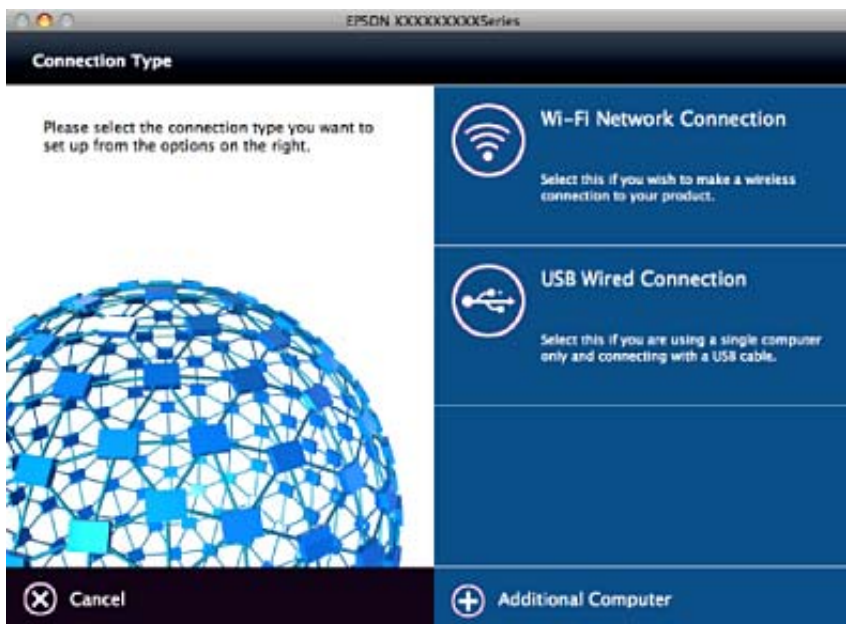 EPSON XXXXXXXXXSeries
Connection Type
Please select the connection type you want to
set up from the options on the right.
Wi-Fi Network Connection
Select this if you wish to make a wireless
connection to your product.
USB Wired Connection
Select this if you are using a single computer
only and connecting with a USB cable.
Cancel
Additional Computer